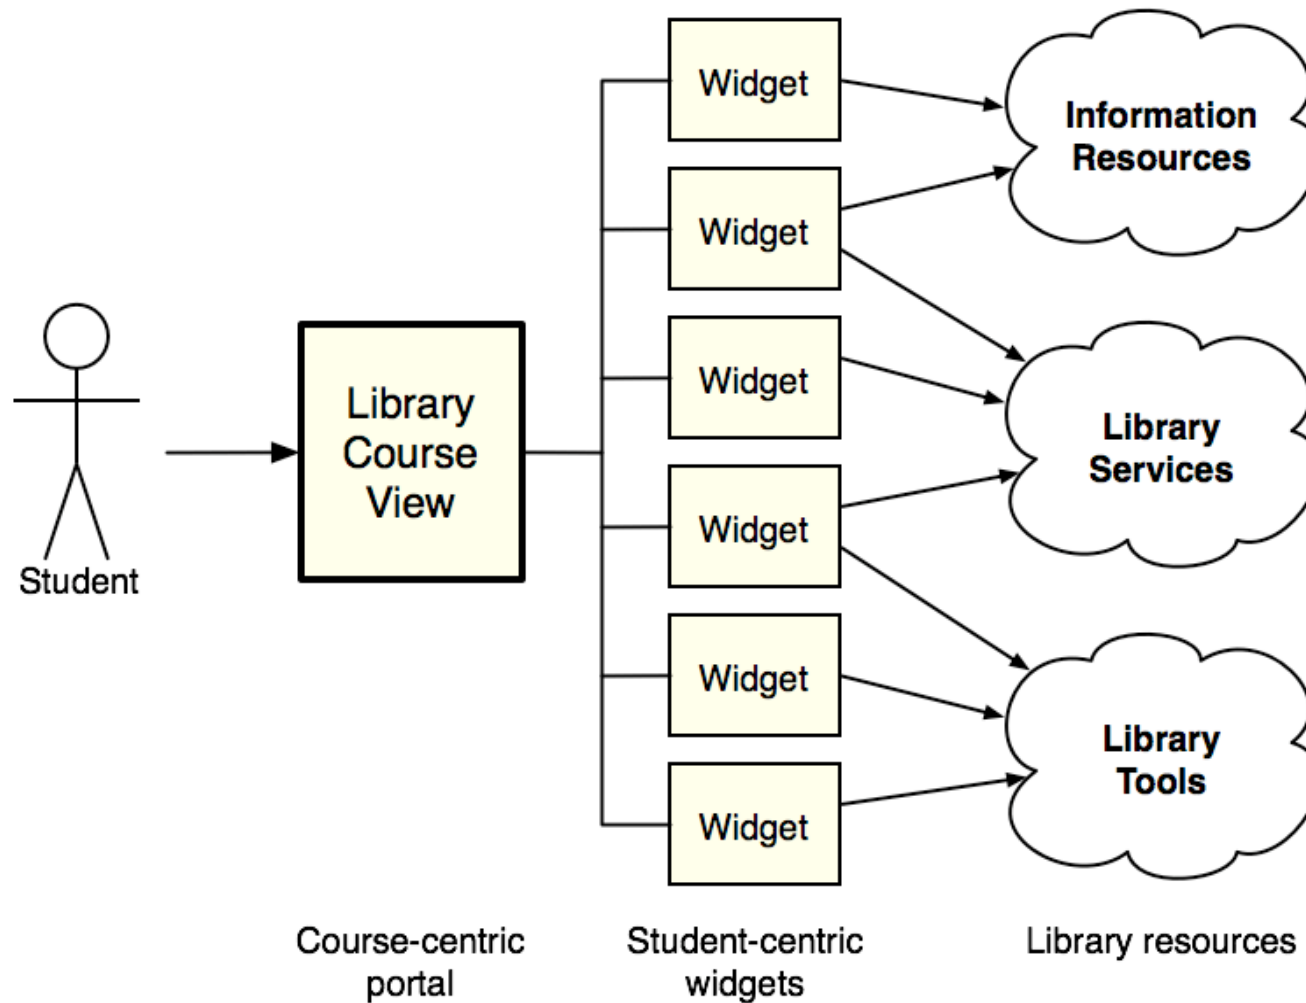 Student
Library
Course
View
Course-centric
portal
Widget
Widget
Widget
Widget
Widget
Widget
Student-centric
widgets
Information
Resources
Library
Services
Library
Tools
Library resources